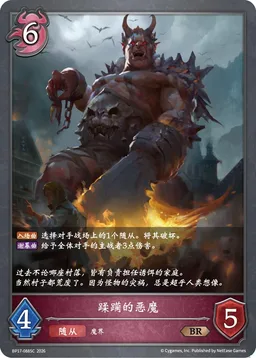 6
入场曲 选择对手战场上的1个随从。将其破坏。
谢幕曲 给予全体对手的主战者3点伤害。
过去不论哪座村落，皆有负责担任诱饵的家庭。
当然村子都荒废了。因为怪物的灾祸，总是超乎人类想像。
蹂躏的恶魔
4
随从 魔界
BR
5
BP17-088SC 2026
© Cygames, Inc. Published by NetEase Games